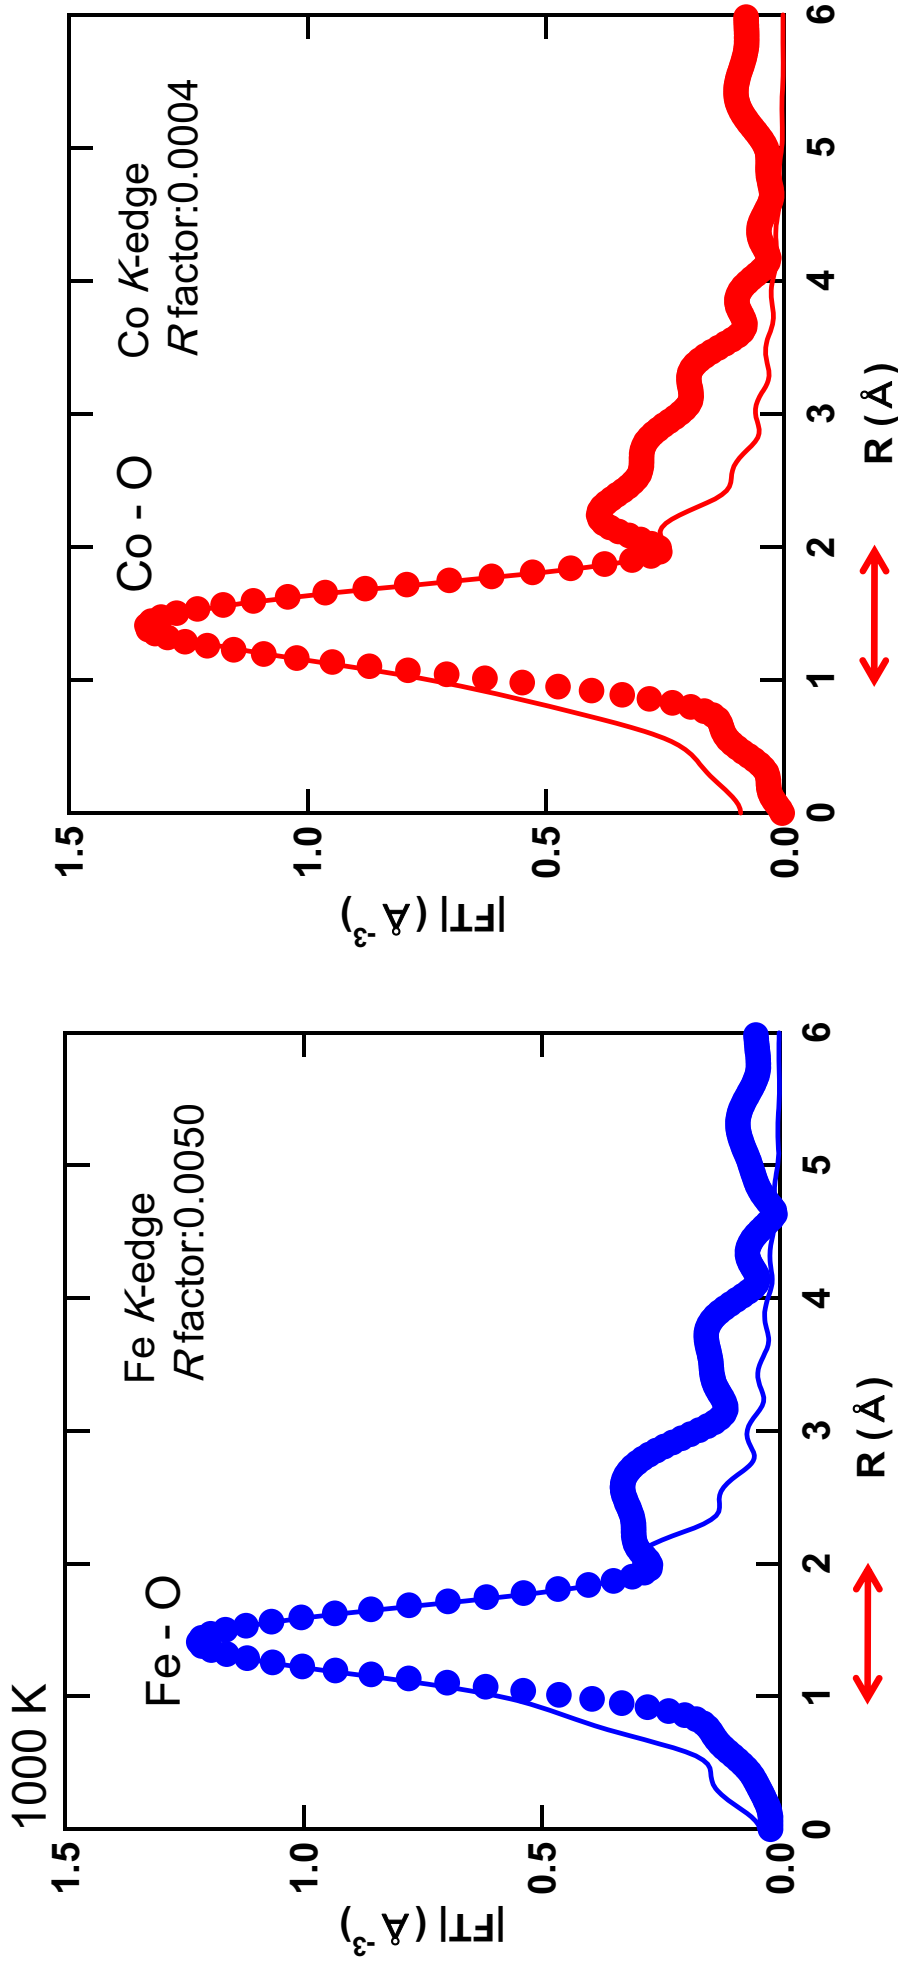 1000 K
Fe - O
Fe K-edge
R factor:0.0050
|FT| ( Å-3)
1.5
1.0
0.5
0.0
0 1 2 3 4 5 6
R ( Å )
Co - O
Co K-edge
R factor:0.0004
|FT| ( Å-3)
1.5
1.0
0.5
0.0
0 1 2 3 4 5 6
R ( Å )